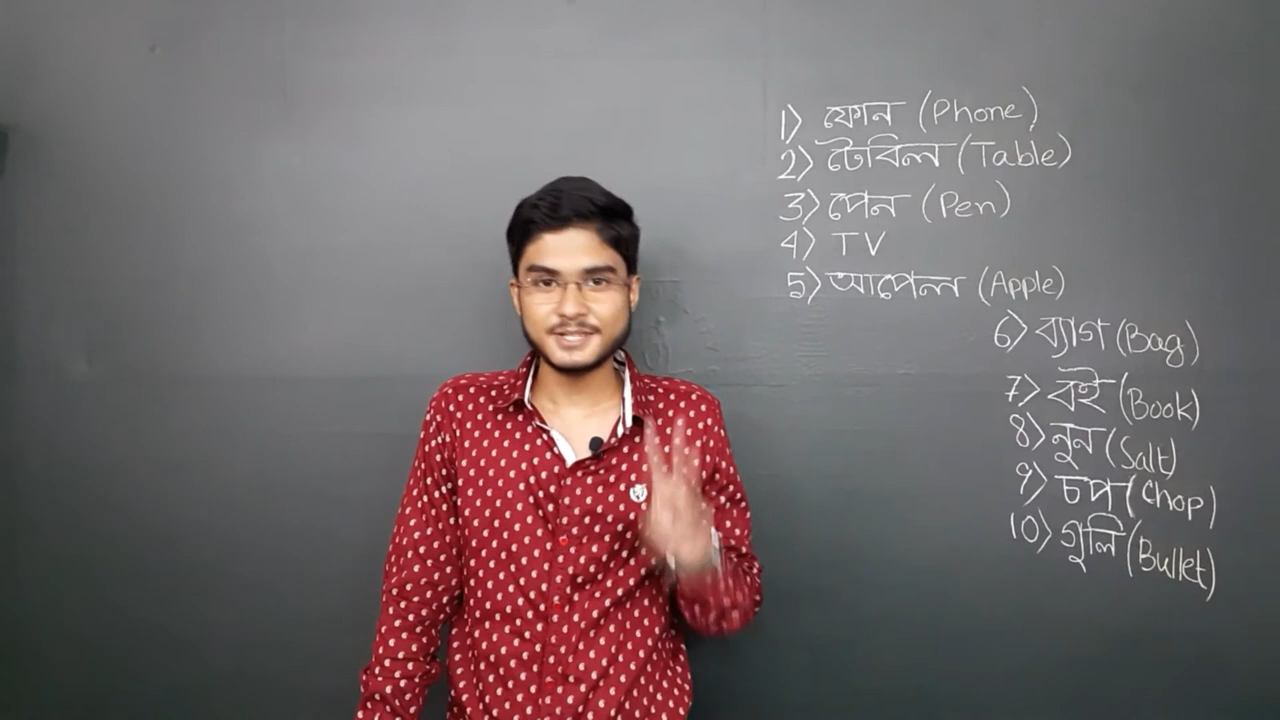 1) ফোন (Phone)
2) টেবিল (Table)
3) পেন (Pen)
4) TV
5) আপেল (Apple)
6) ব্যাগ (Bag)
7) বই (Book)
8) নুন (Salt)
9) চপ (Chop)
10) গুলি (Bullet)